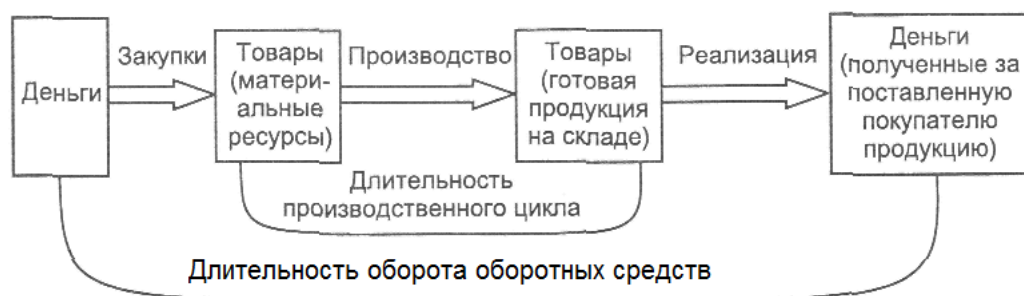 Деньги
Закупки
Товары
(матери-
альные
ресурсы)
Производство
Товары
(готовая
продукция
на складе)
Реализация
Деньги
(полученные за
поставленную
покупателю
продукцию)
Длительность
производственного цикла
Длительность оборота оборотных средств